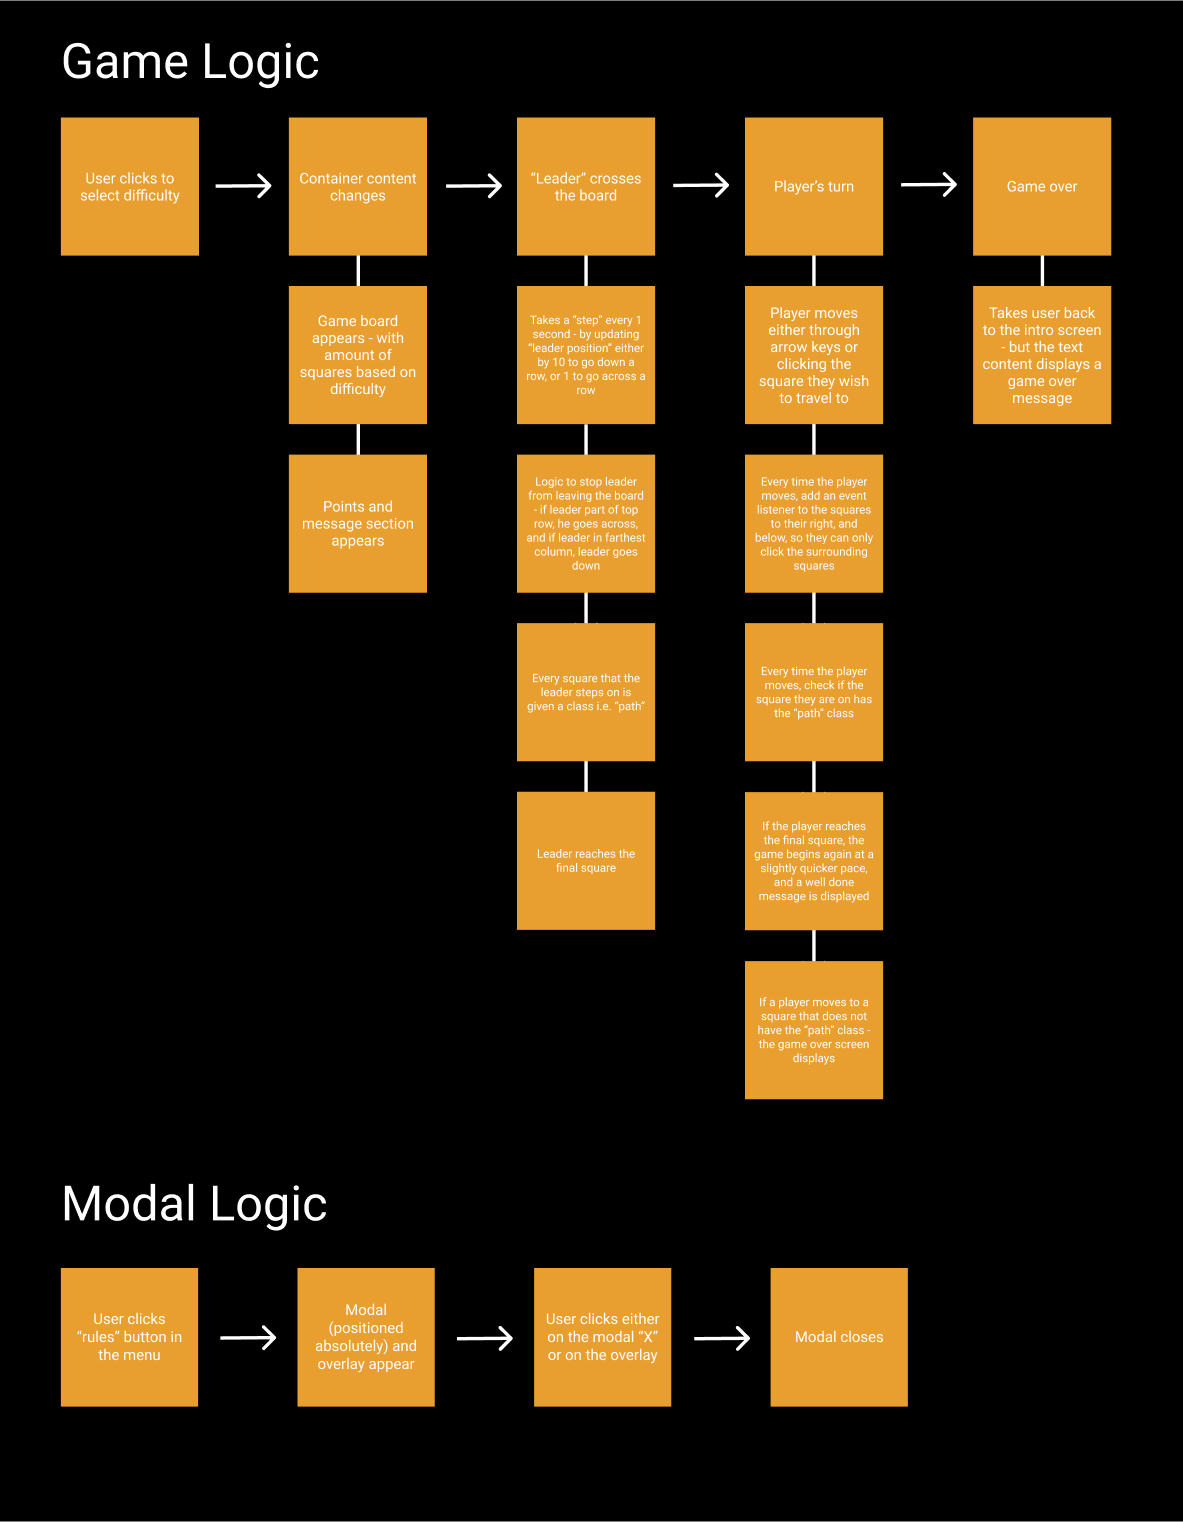 Game Logic
User clicks to
select difficulty
Container content
changes
“Leader” crosses
the board
Player’s turn
Game over
Game board
appears - with
amount of
squares based on
difficulty
Takes a “step” every 1
second - by updating
“leader position” either
by 10 to go down a
row, or 1 to go across a
row
Player moves
either through
arrow keys or
clicking the
square they wish
to travel to
Takes user back
to the intro screen
- but the text
content displays a
game over
message
Points and
message section
appears
Logic to stop leader
from leaving the board
- if leader part of top
row, he goes across,
and if leader in farthest
column, leader goes
down
Every time the player
moves, add an event
listener to the squares
to their right, and
below, so they can only
click the surrounding
squares
Every square that the
leader steps on is
given a class i.e. “path”
Every time the player
moves, check if the
square they are on has
the “path” class
Leader reaches the
final square
If the player reaches
the final square, the
game begins again at a
slightly quicker pace,
and a well done
message is displayed
If a player moves to a
square that does not
have the “path” class -
the game over screen
displays
Modal Logic
User clicks
“rules” button in
the menu
Modal
(positioned
absolutely) and
overlay appear
User clicks either
on the modal “X”
or on the overlay
Modal closes